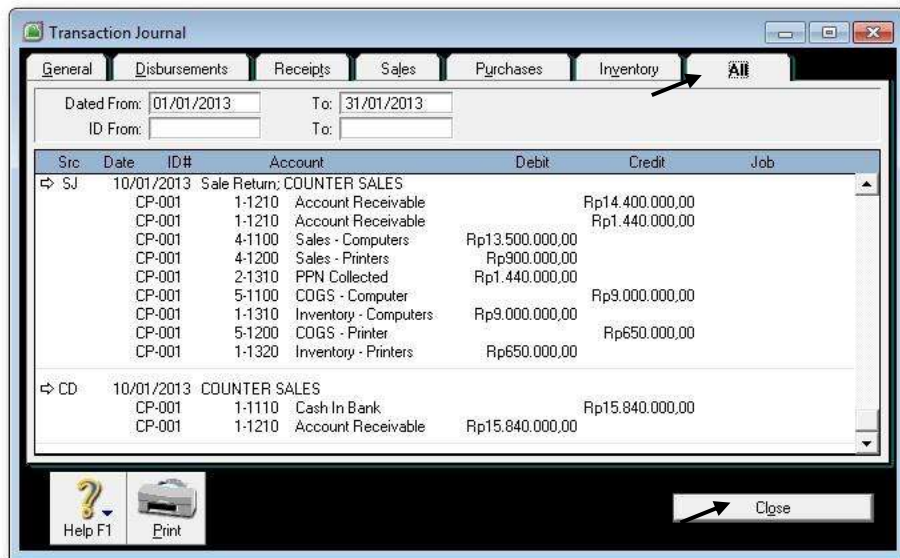 Transaction Journal
General Disbursements Receipts Sales Purchases Inventory All
Dated From: 01/01/2013 To: 31/01/2013
ID From: To:
Src Date ID# Account Debit Credit Job
SJ 10/01/2013 Sale Return; COUNTER SALES
CP-001 1-1210 Account Receivable Rp14.400.000,00
CP-001 1-1210 Account Receivable Rp1.440.000,00
CP-001 4-1100 Sales - Computers Rp13.500.000,00
CP-001 4-1200 Sales - Printers Rp900.000,00
CP-001 2-1310 PPN Collected Rp1.440.000,00
CP-001 5-1100 COGS - Computer Rp9.000.000,00
CP-001 1-1310 Inventory - Computers Rp9.000.000,00
CP-001 5-1200 COGS - Printer Rp650.000,00
CP-001 1-1320 Inventory - Printers Rp650.000,00
CD 10/01/2013 COUNTER SALES
CP-001 1-1110 Cash In Bank Rp15.840.000,00
CP-001 1-1210 Account Receivable Rp15.840.000,00
Help F1 Print Close